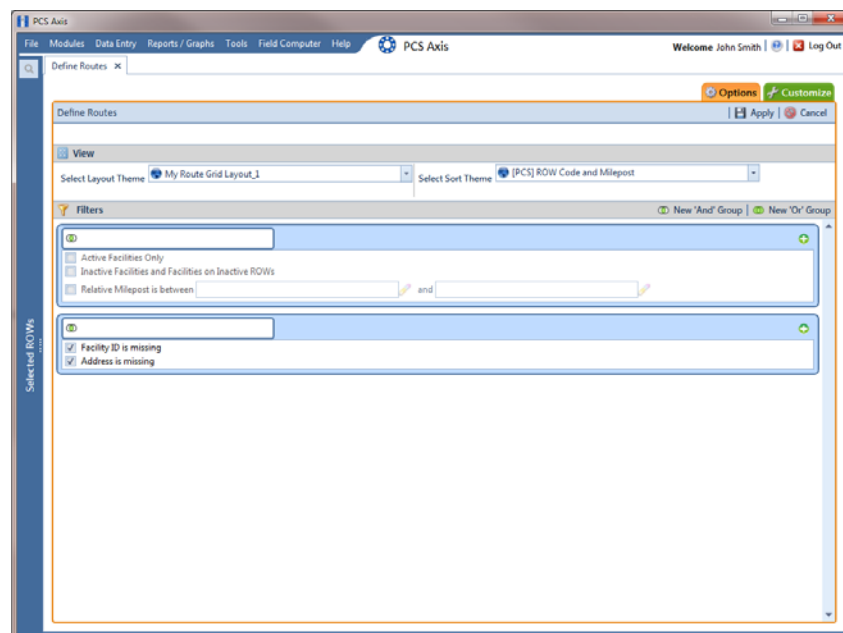 PCS Axis
File Modules Data Entry Reports / Graphs Tools Field Computer Help PCS Axis Welcome John Smith Log Out
Define Routes
Options Customize
Define Routes Apply Cancel
View
Select Layout Theme My Route Grid Layout_1 Select Sort Theme [PCS] ROW Code and Milepost
Filters New 'And' Group New 'Or' Group
Active Facilities Only
Inactive Facilities and Facilities on Inactive ROWs
Relative Milepost is between and
Facility ID is missing
Address is missing
Selected ROWs